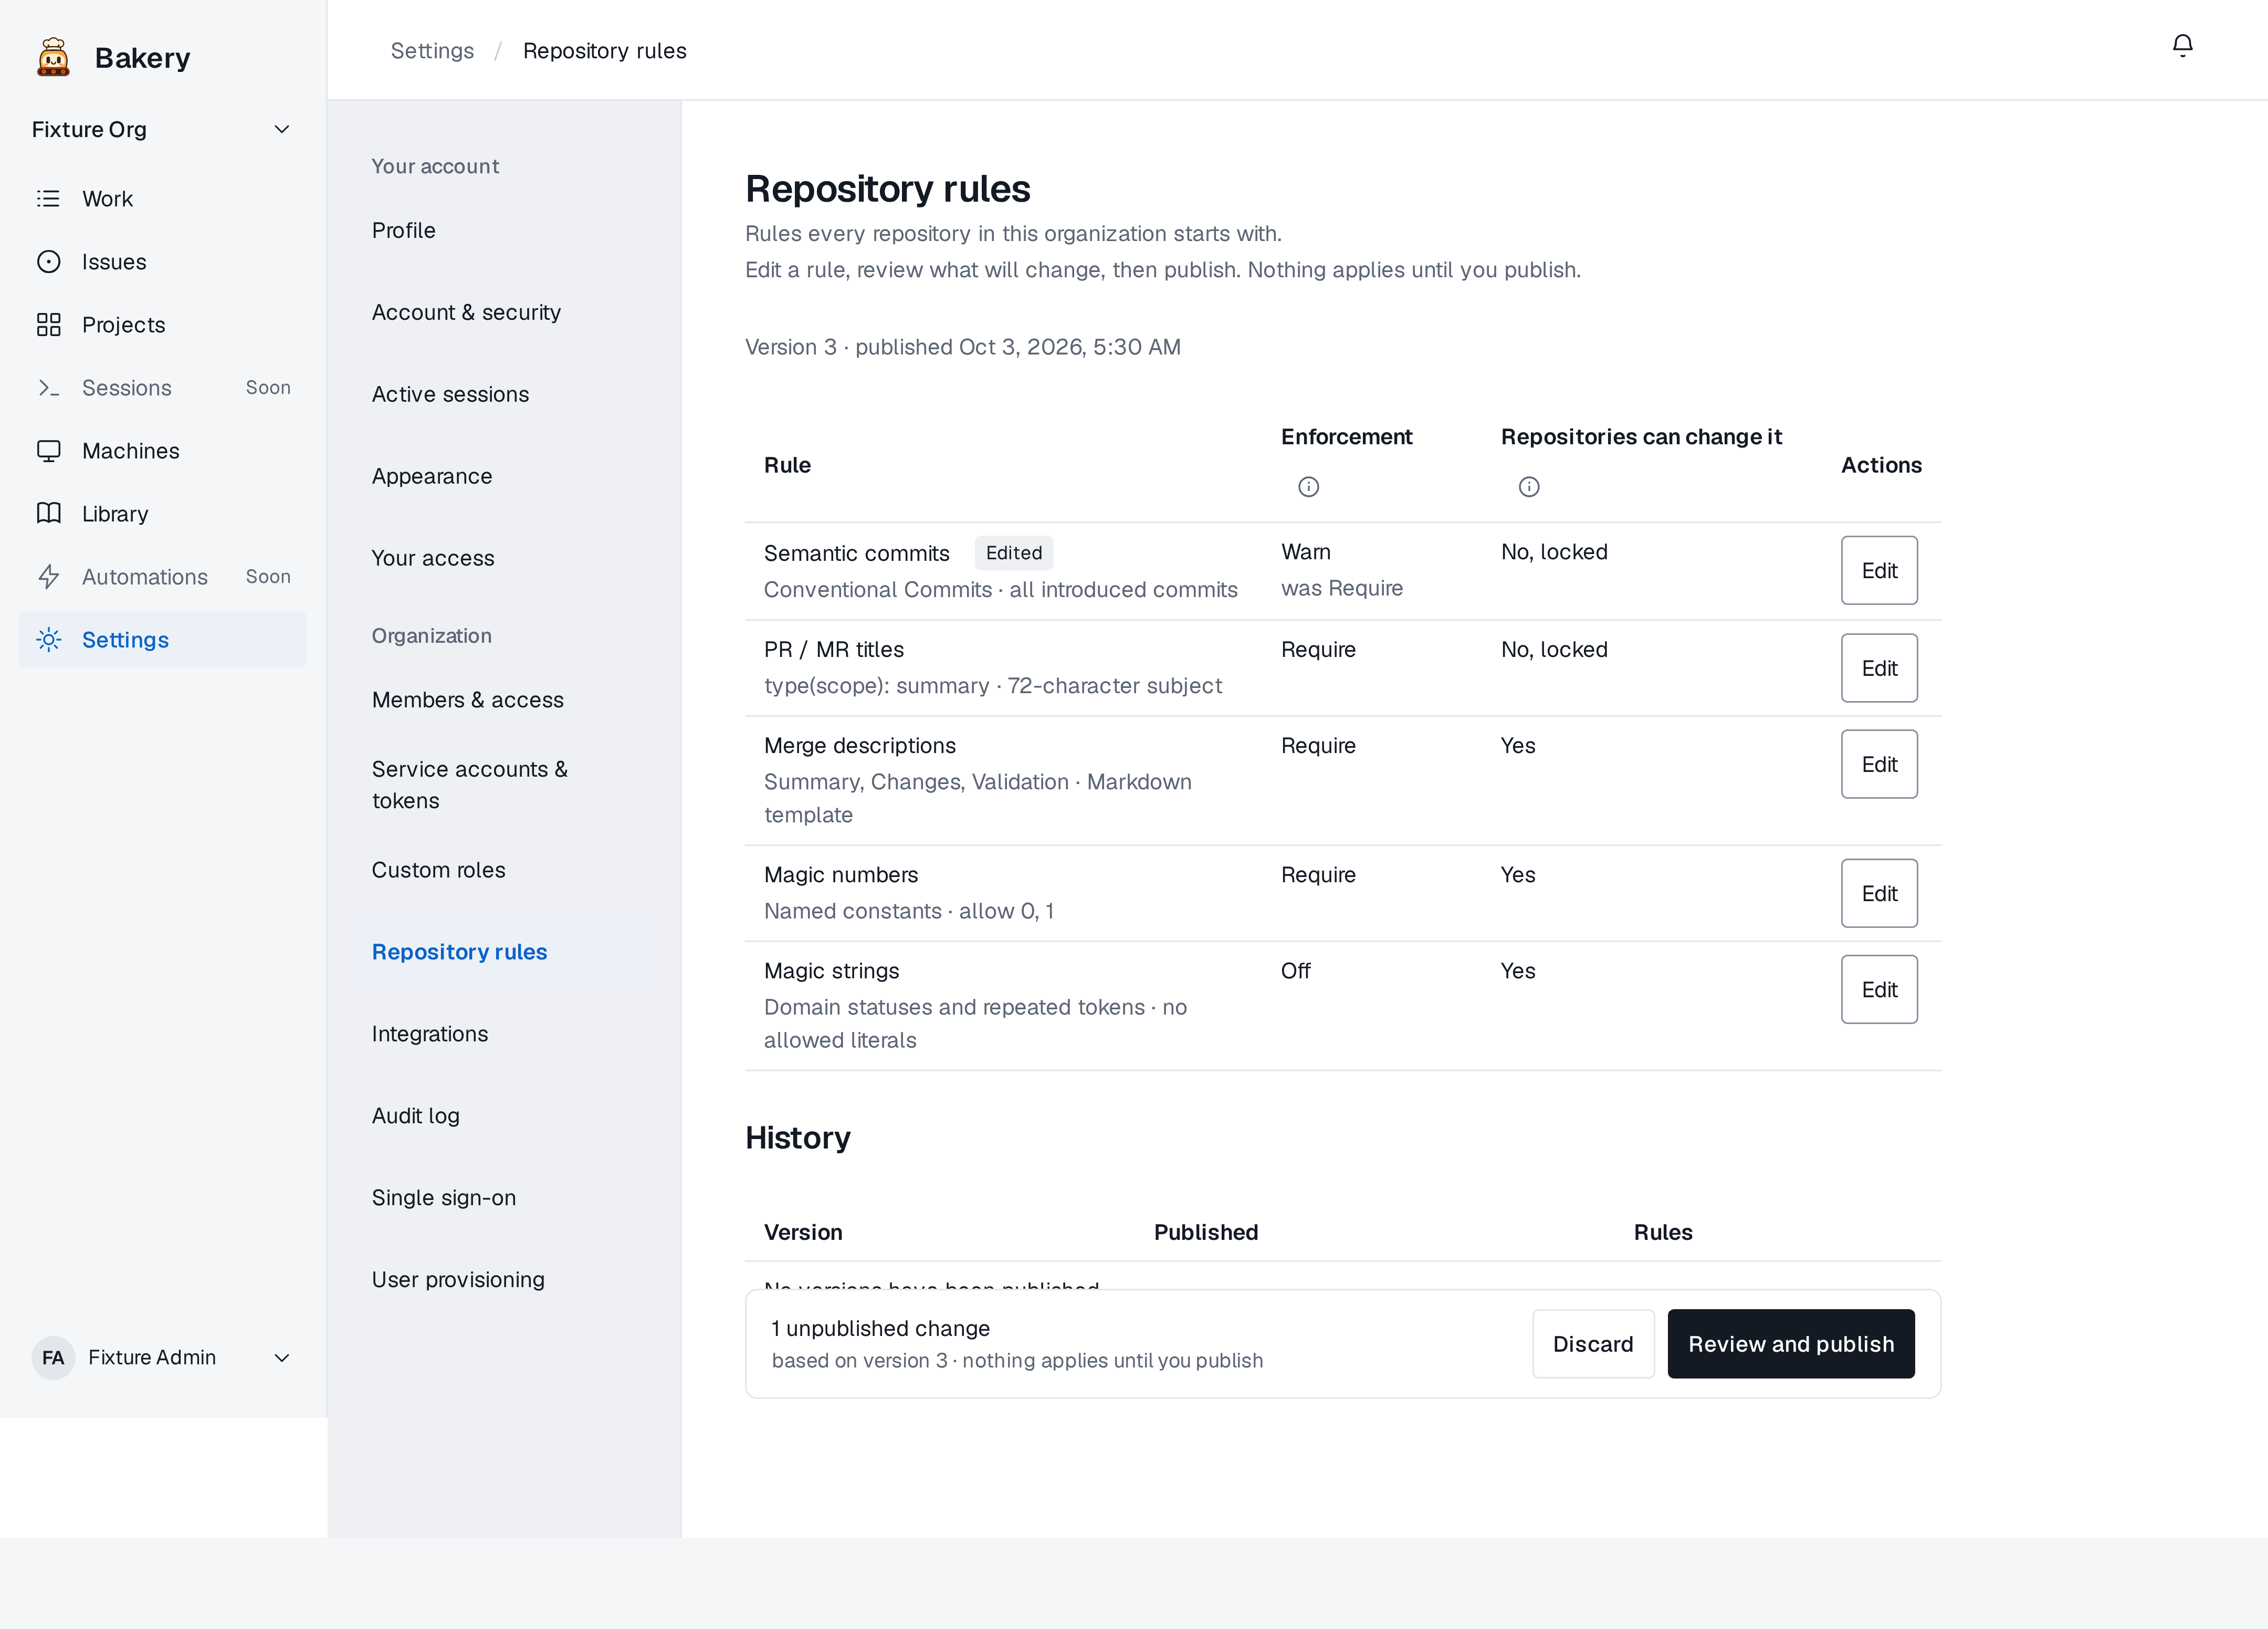 Bakery
Settings / Repository rules
Fixture Org
Work
Issues
Projects
Sessions Soon
Machines
Library
Automations Soon
Settings
FA Fixture Admin
Your account
Profile
Account & security
Active sessions
Appearance
Your access
Organization
Members & access
Service accounts &
tokens
Custom roles
Repository rules
Integrations
Audit log
Single sign-on
User provisioning
Repository rules
Rules every repository in this organization starts with.
Edit a rule, review what will change, then publish. Nothing applies until you publish.
Version 3 · published Oct 3, 2026, 5:30 AM
Rule Enforcement Repositories can change it Actions
Semantic commits Edited Warn No, locked Edit
Conventional Commits · all introduced commits was Require
PR / MR titles Require No, locked Edit
type(scope): summary · 72-character subject
Merge descriptions Require Yes Edit
Summary, Changes, Validation · Markdown
template
Magic numbers Require Yes Edit
Named constants · allow 0, 1
Magic strings Off Yes Edit
Domain statuses and repeated tokens · no
allowed literals
History
Version Published Rules
No versions have been published
1 unpublished change
based on version 3 · nothing applies until you publish
Discard Review and publish